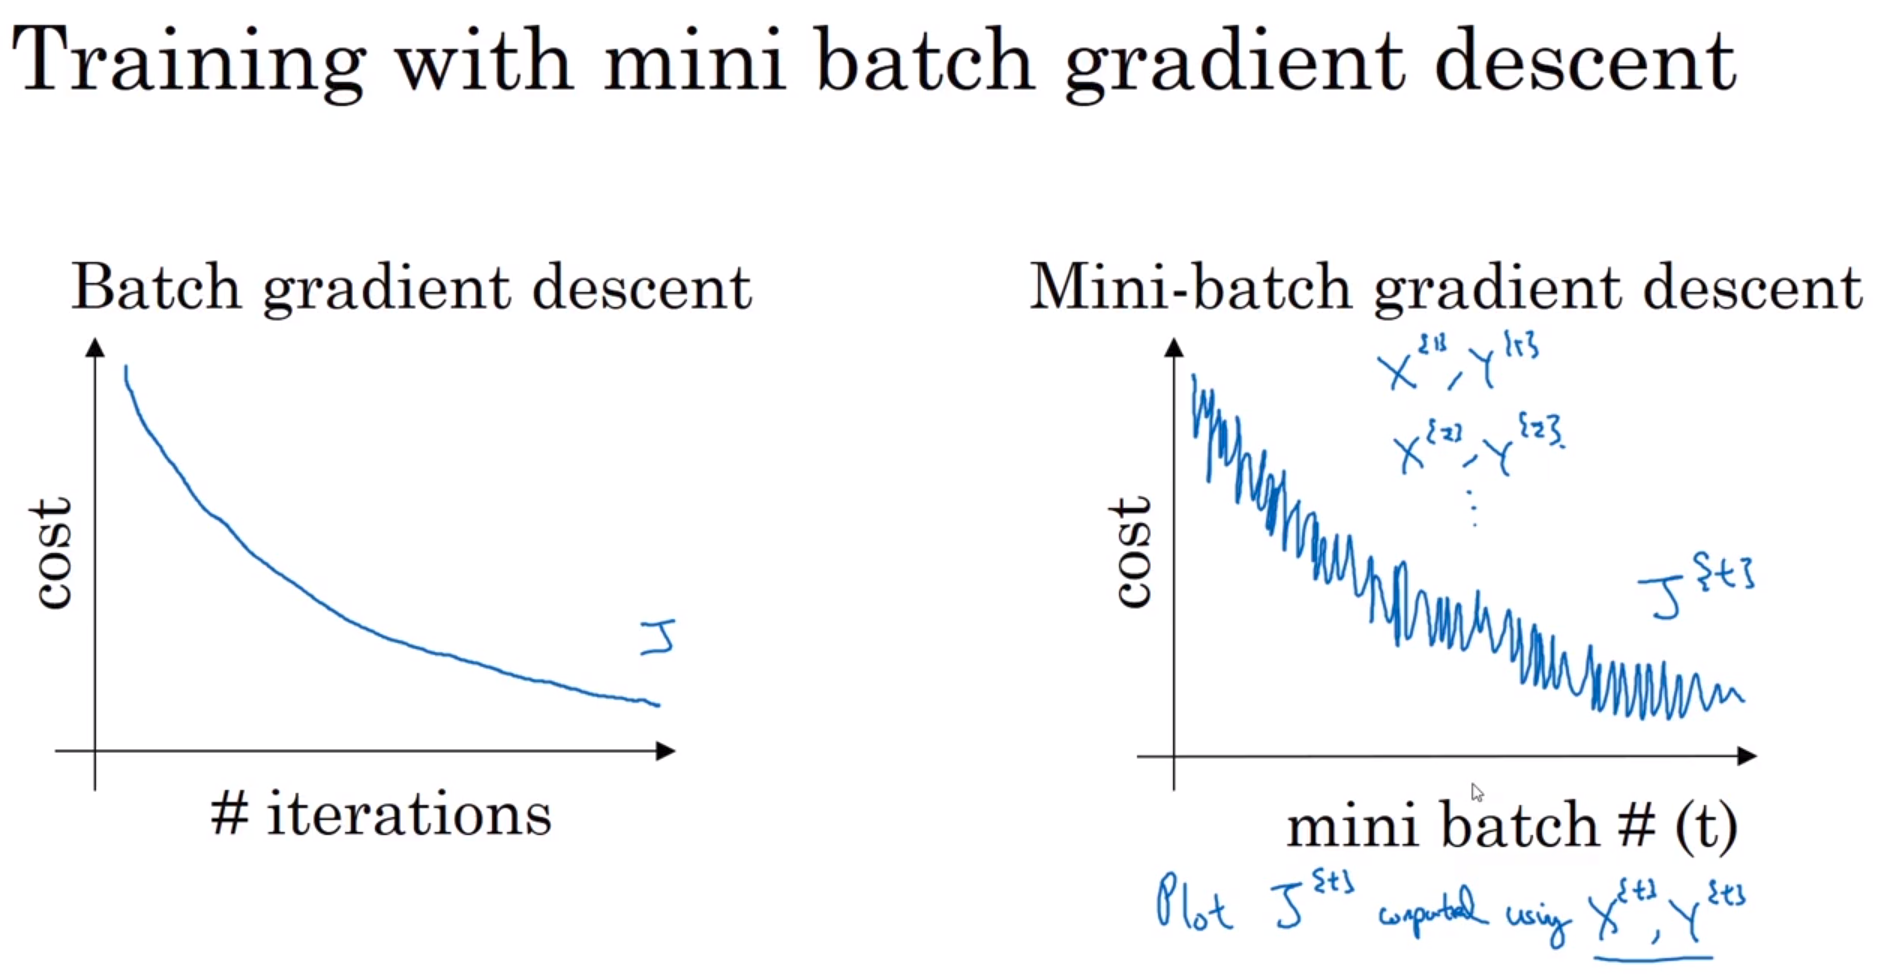 Training with mini batch gradient descent
Batch gradient descent
cost
J
# iterations
Mini-batch gradient descent
X^{1}, Y^{1}
X^{2}, Y^{2}
⋮
cost
J^{t}
mini batch # (t)
Plot J^{t} computed using X^{t}, Y^{t}